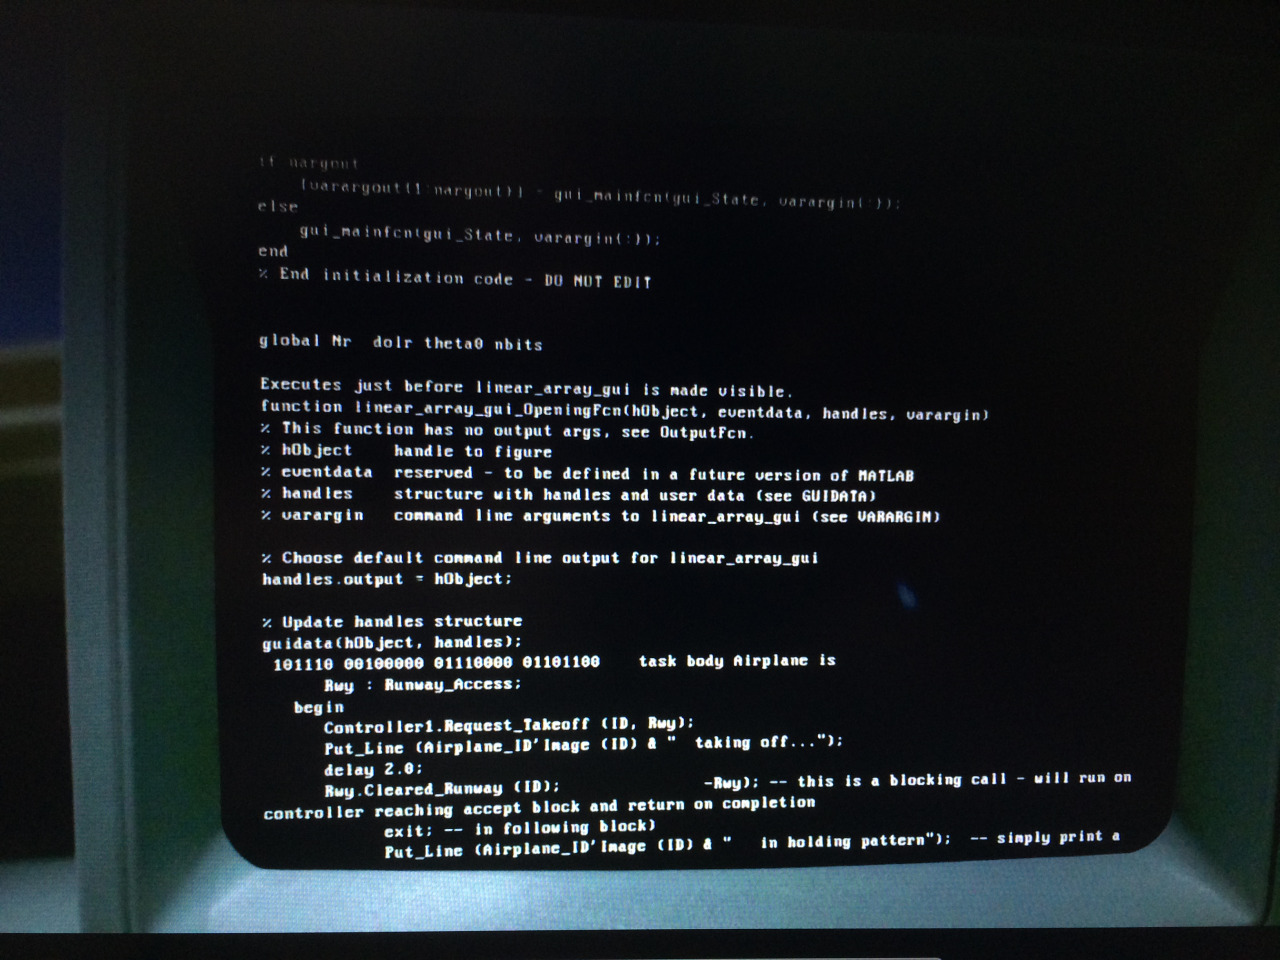 if nargout
    [varargout{1:nargout}] = gui_mainfcn(gui_State, varargin{:});
else
    gui_mainfcn(gui_State, varargin{:});
end
% End initialization code - DO NOT EDIT
global Nr  dolr theta0 nbits
Executes just before linear_array_gui is made visible.
function linear_array_gui_OpeningFcn(hObject, eventdata, handles, varargin)
% This function has no output args, see OutputFcn.
% hObject    handle to figure
% eventdata  reserved - to be defined in a future version of MATLAB
% handles    structure with handles and user data (see GUIDATA)
% varargin   command line arguments to linear_array_gui (see VARARGIN)
% Choose default command line output for linear_array_gui
handles.output = hObject;
% Update handles structure
guidata(hObject, handles);
 101110 00100000 01110000 01101100    task body Airplane is
      Rwy : Runway_Access;
   begin
      Controller1.Request_Takeoff (ID, Rwy);
      Put_Line (Airplane_ID'Image (ID) & "  taking off...");
      delay 2.0;
      Rwy.Cleared_Runway (ID);              -Rwy); -- this is a blocking call - will run on
controller reaching accept block and return on completion
            exit; -- in following block)
            Put_Line (Airplane_ID'Image (ID) & "   in holding pattern");  -- simply print a